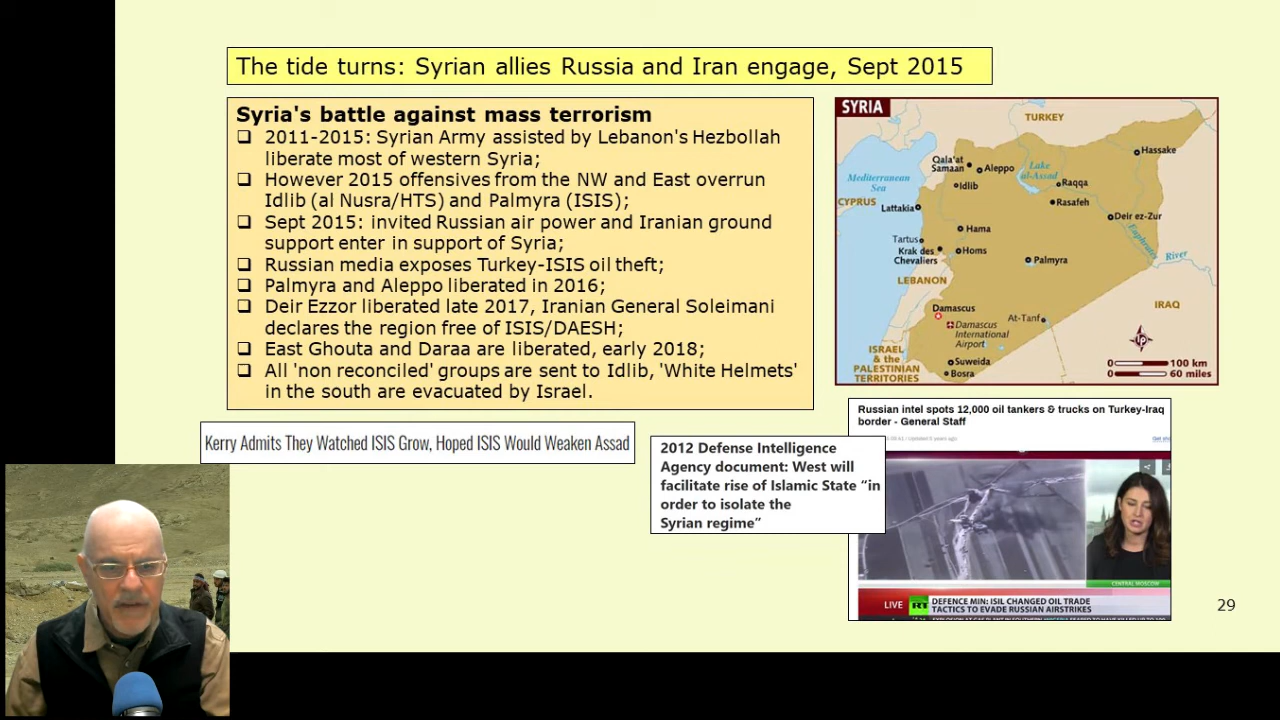 The tide turns: Syrian allies Russia and Iran engage, Sept 2015
Syria's battle against mass terrorism
❑ 2011-2015: Syrian Army assisted by Lebanon's Hezbollah
liberate most of western Syria;
❑ However 2015 offensives from the NW and East overrun
Idlib (al Nusra/HTS) and Palmyra (ISIS);
❑ Sept 2015: invited Russian air power and Iranian ground
support enter in support of Syria;
❑ Russian media exposes Turkey-ISIS oil theft;
❑ Palmyra and Aleppo liberated in 2016;
❑ Deir Ezzor liberated late 2017, Iranian General Soleimani
declares the region free of ISIS/DAESH;
❑ East Ghouta and Daraa are liberated, early 2018;
❑ All 'non reconciled' groups are sent to Idlib, 'White Helmets'
in the south are evacuated by Israel.
SYRIA
TURKEY
Hassake
Qala'at
Samaan
Aleppo
Lake
al-Assad
Mediterranean
Sea
Idlib
Raqqa
CYPRUS
Rasafeh
Lattakia
Deir ez-Zur
Hama
Euphrates
River
Tartus
Krak des
Chevaliers
Homs
Palmyra
LEBANON
Damascus
At-Tanf
IRAQ
Damascus
International
Airport
ISRAEL
& the
PALESTINIAN
TERRITORIES
Suweida
Bosra
0 100 km
0 60 miles
Kerry Admits They Watched ISIS Grow, Hoped ISIS Would Weaken Assad
2012 Defense Intelligence
Agency document: West will
facilitate rise of Islamic State “in
order to isolate the
Syrian regime”
Russian intel spots 12,000 oil tankers & trucks on Turkey-Iraq
border - General Staff
CENTRAL MOSCOW
LIVE RT DEFENCE MIN: ISIL CHANGED OIL TRADE
TACTICS TO EVADE RUSSIAN AIRSTRIKES
29